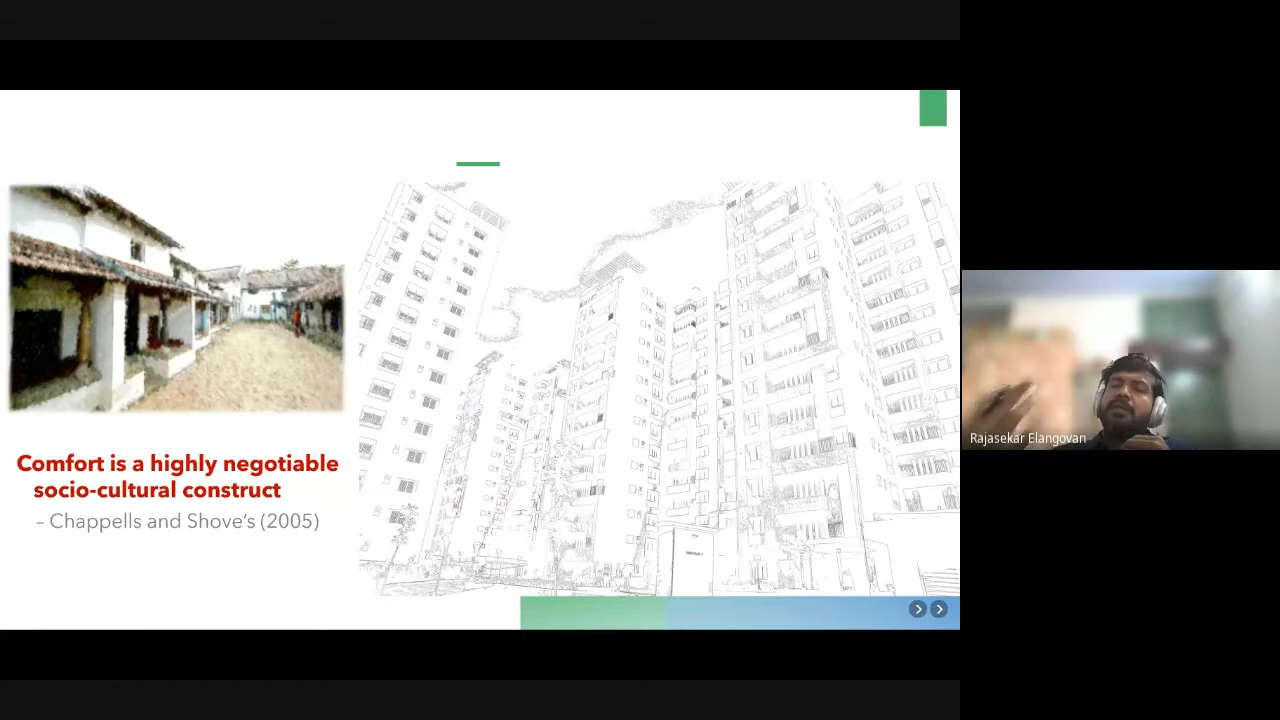 Comfort is a highly negotiable
socio-cultural construct
– Chappells and Shove's (2005)
Rajasekar Elangovan